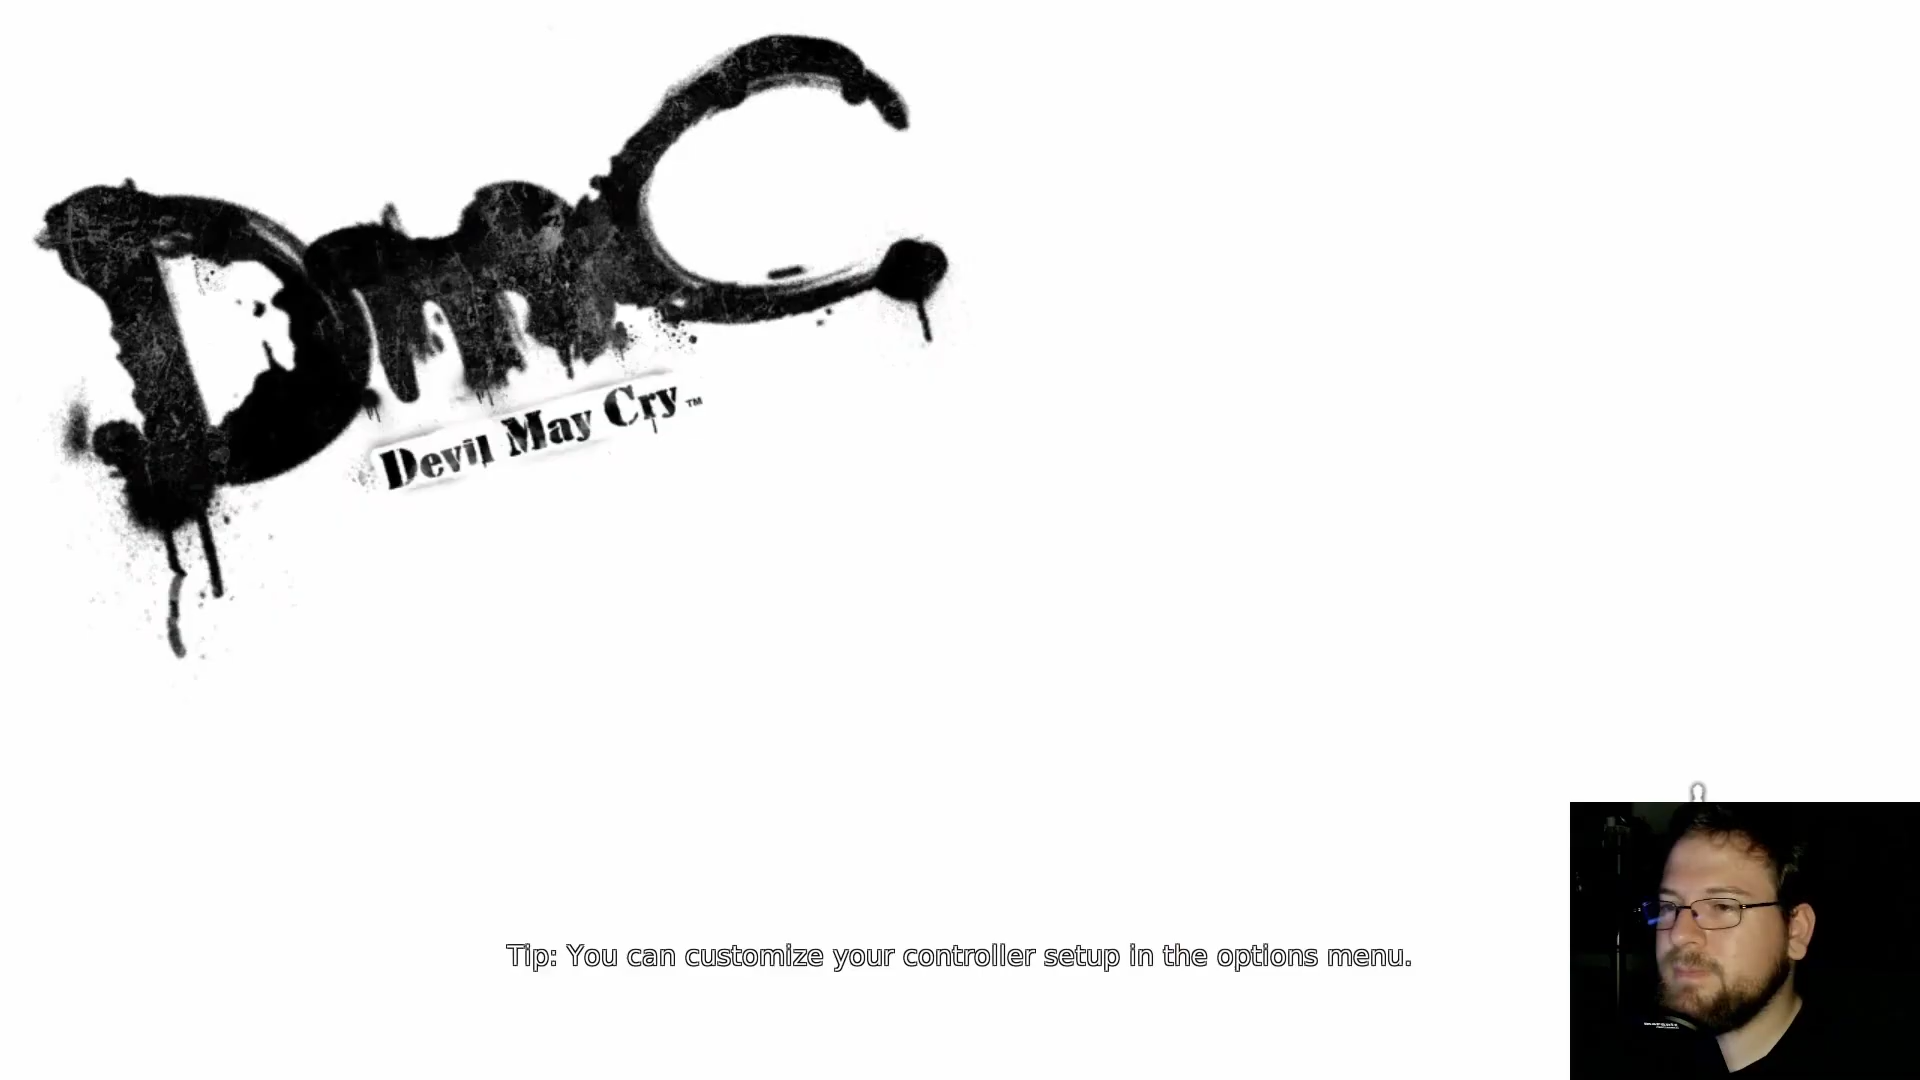 DmC
Devil May Cry™
Tip: You can customize your controller setup in the options menu.